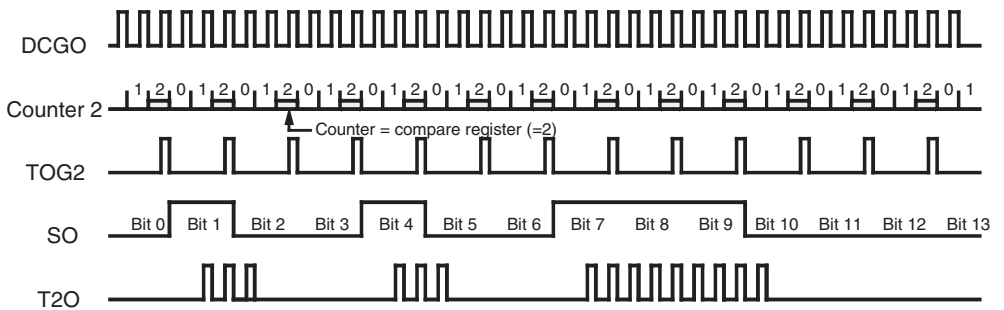 DCGO
1 2 0 1 2 0 1 2 0 1 2 0 1 2 0 1 2 0 1 2 0 1 2 0 1 2 0 1 2 0 1 2 0 1 2 0 1 2 0 1
Counter 2
Counter = compare register (=2)
TOG2
SO
Bit 0 Bit 1 Bit 2 Bit 3 Bit 4 Bit 5 Bit 6 Bit 7 Bit 8 Bit 9 Bit 10 Bit 11 Bit 12 Bit 13
T2O